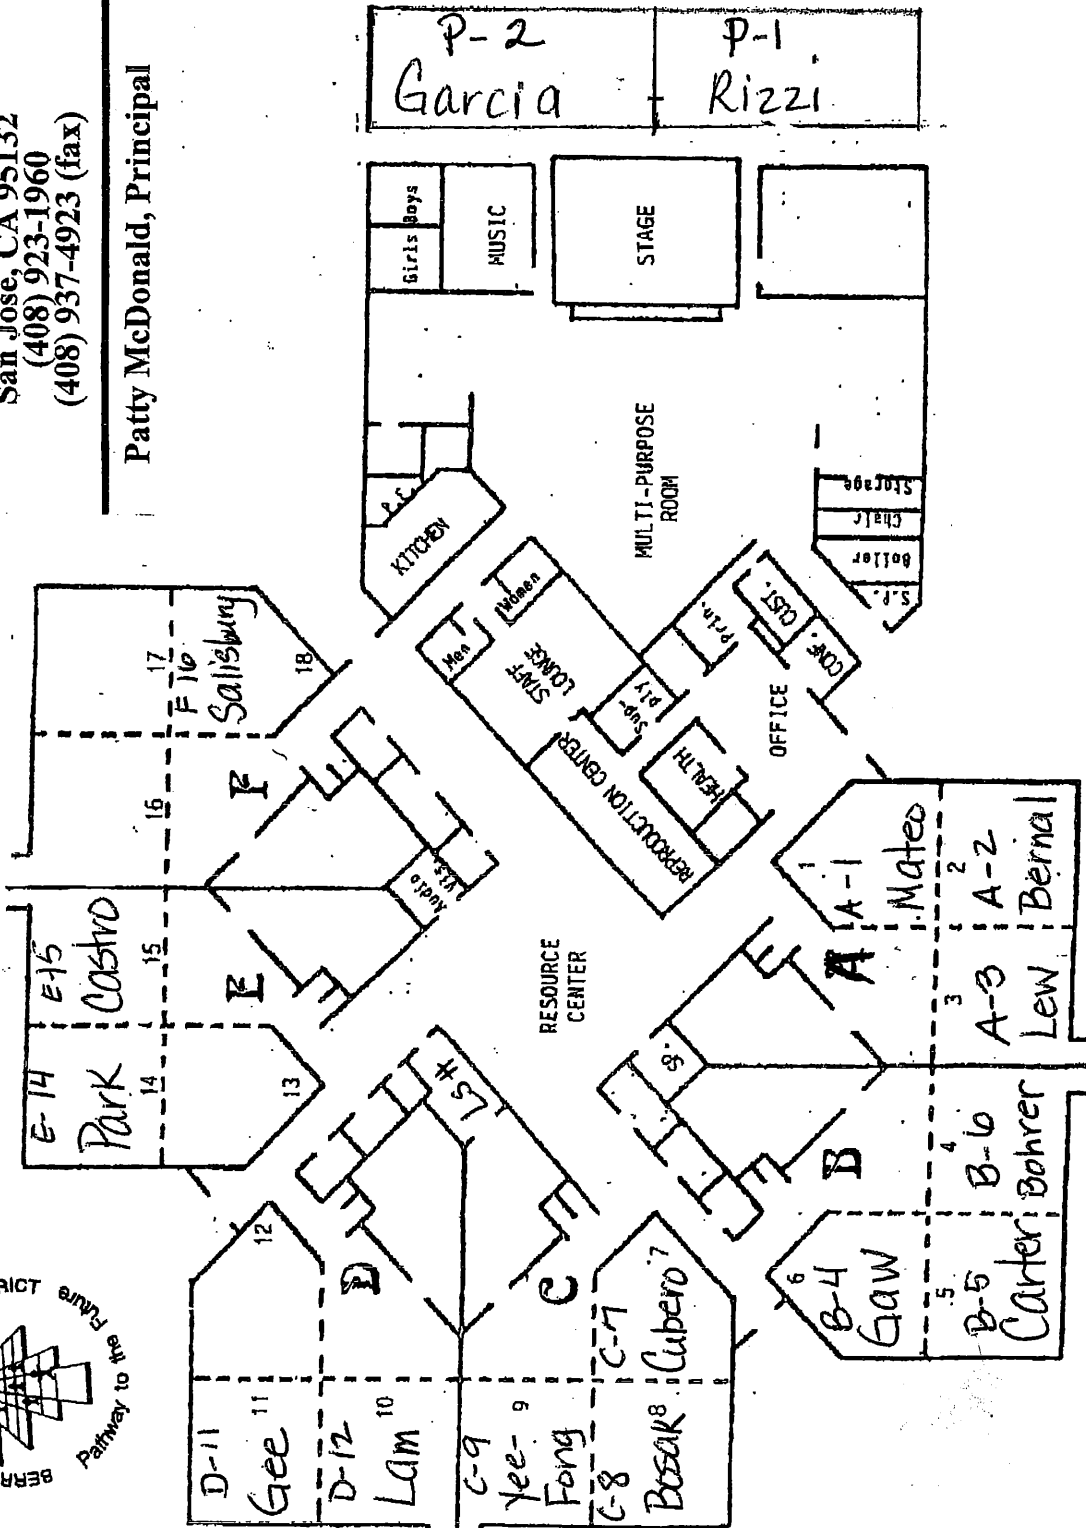 San Jose, CA 95132
(408) 923-1960
(408) 937-4923 (fax)
Patty McDonald, Principal
RICT
Pathway to the Future
BERR
P-2
Garcia
P-1
Rizzi
Girls
Boys
MUSIC
STAGE
P.E.
KITCHEN
MULTI-PURPOSE
ROOM
Storage
Chair
Boiler
S.P.
Men
Women
STAFF
LOUNGE
Sup-
ply
Prin.
CUST.
CONF.
OFFICE
HEALTH
REPRODUCTION CENTER
RESOURCE
CENTER
17
F 16
Salisbury
18
16
F
Audio
Vis.
E-15
Castro
15
E
E-14
Park
14
13
12
D
LSH
D-11
Gee
11
D-12
Lam
10
C-9
Yee-
Fong
9
C
C-8
Bosak
8
C-7
Cubero
7
1
A-1
Mateo
2
A-2
Bernal
3
A-3
Lew
A
B
4
B-6
Bohrer
5
B-5
Carter
6
B-4
Gaw